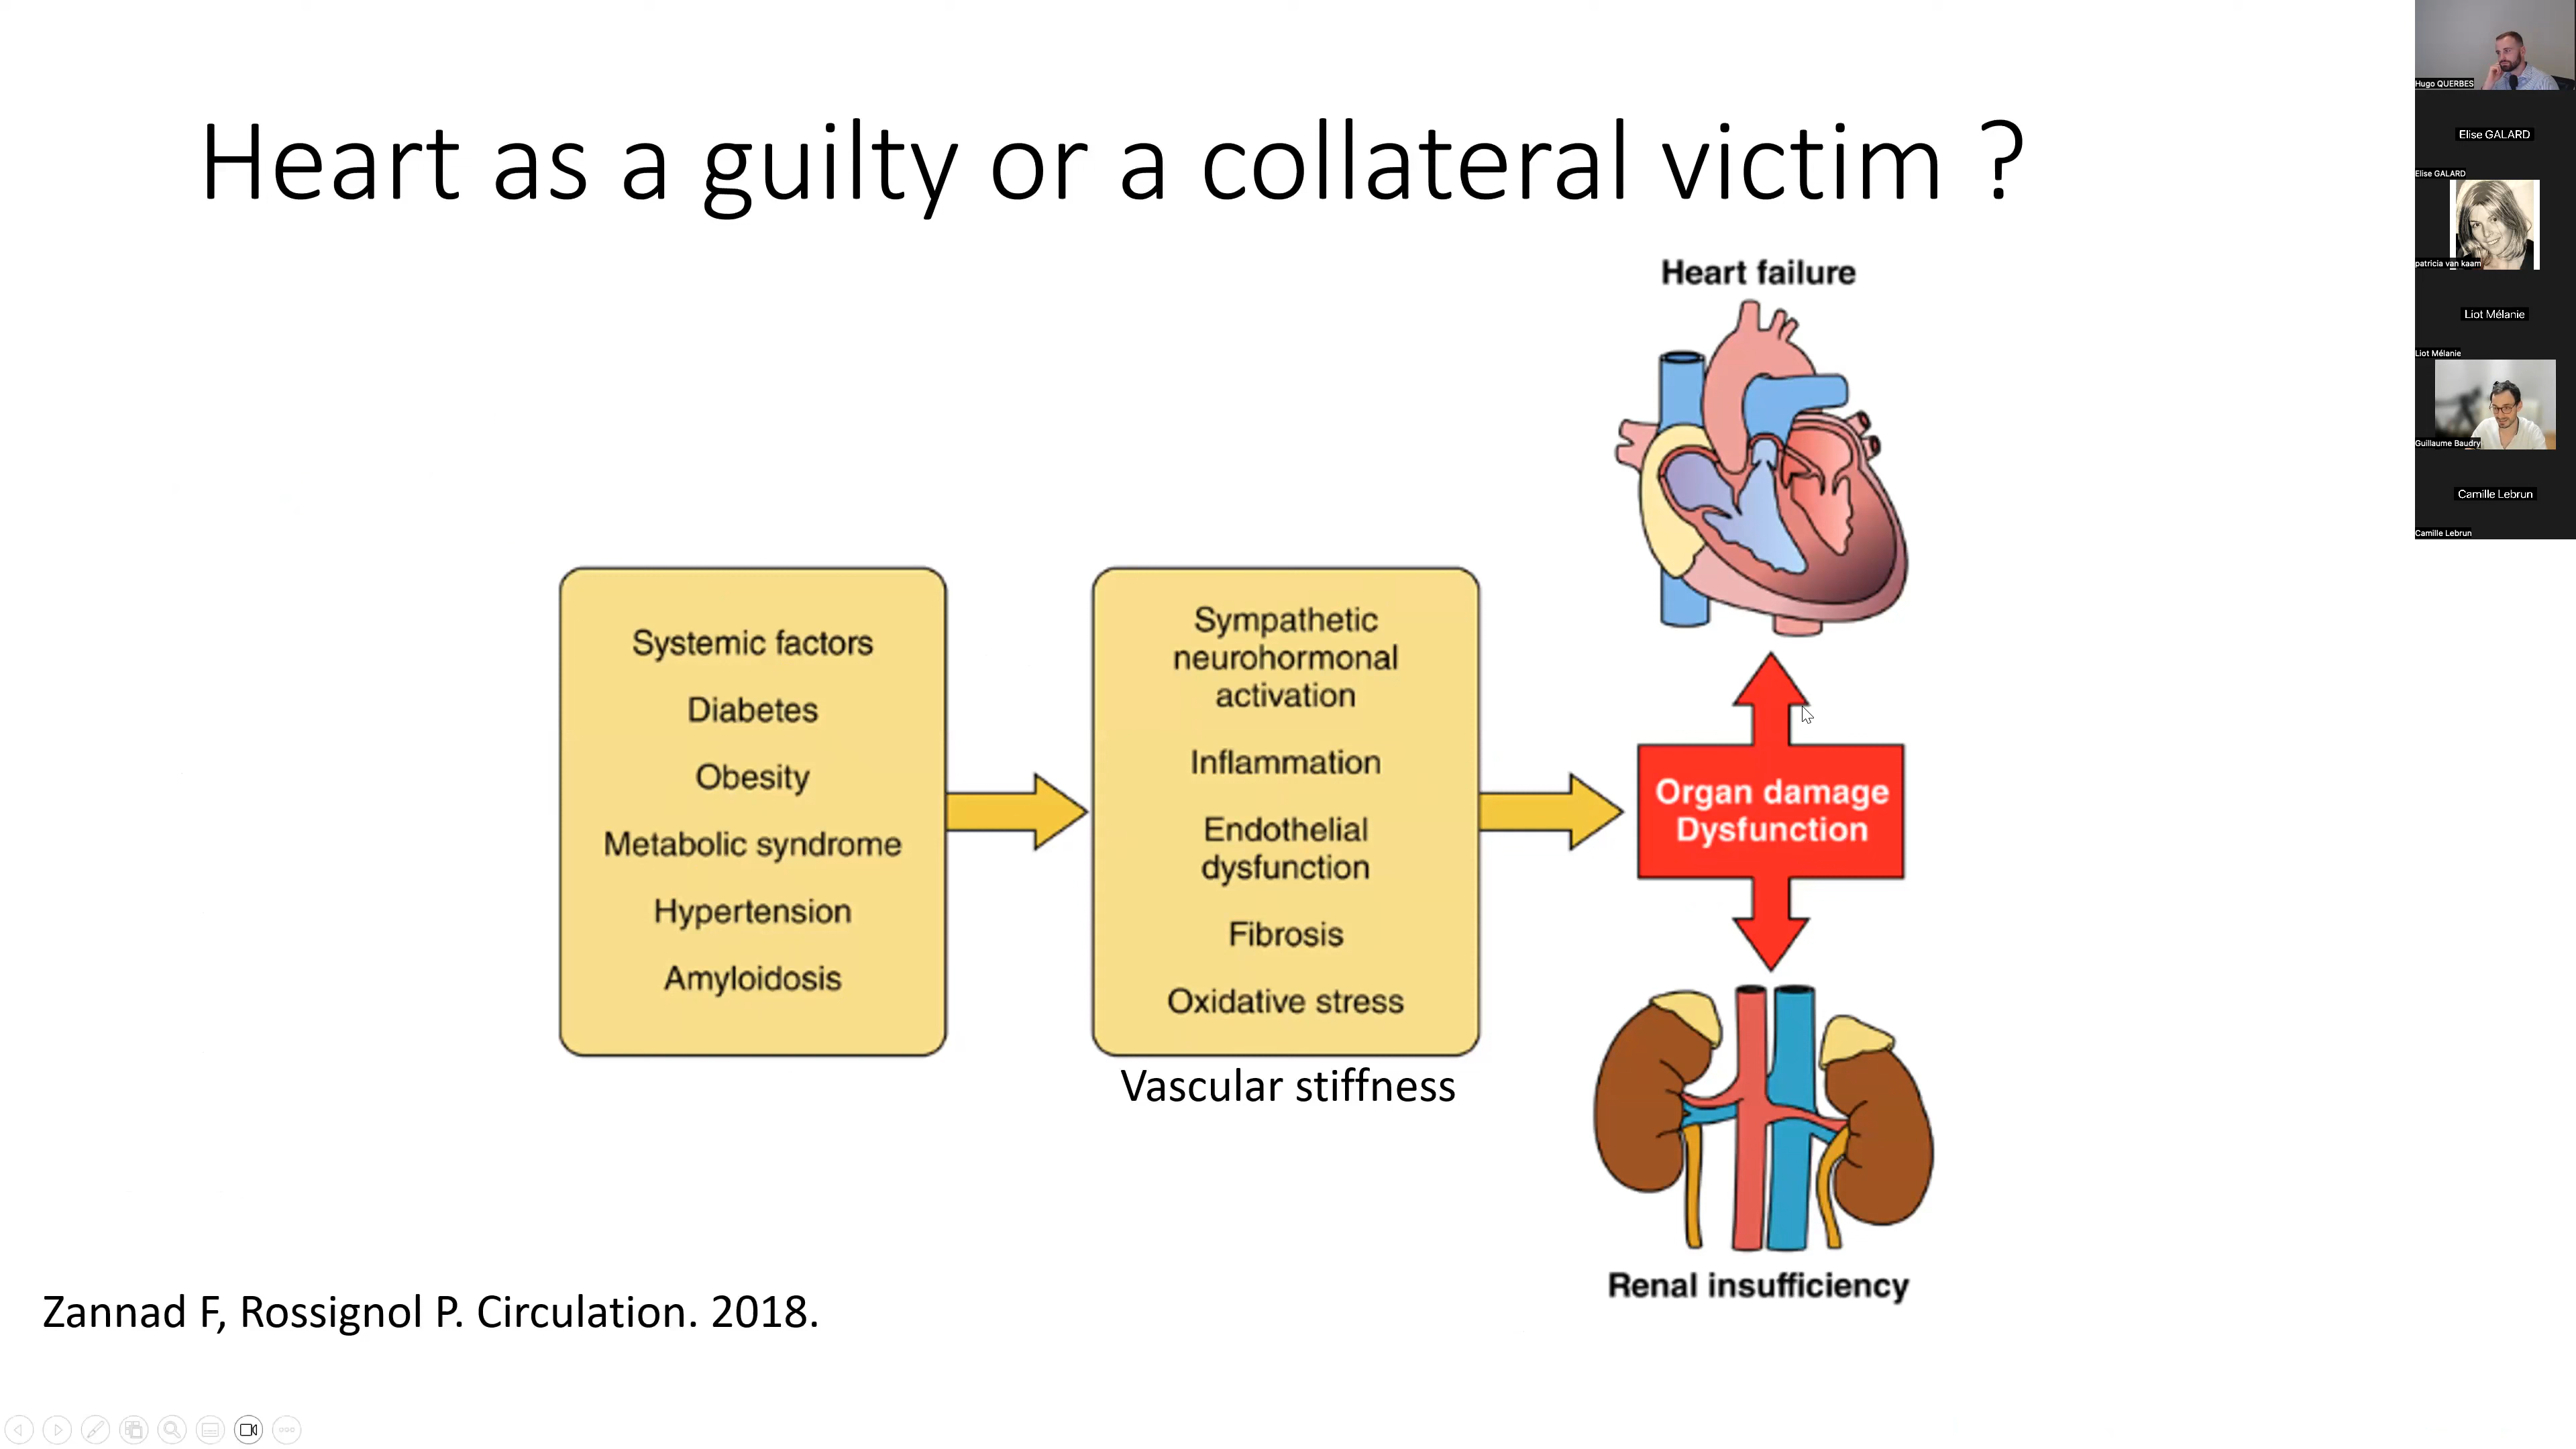 Heart as a guilty or a collateral victim ?
Heart failure
Systemic factors
Diabetes
Obesity
Metabolic syndrome
Hypertension
Amyloidosis
Sympathetic
neurohormonal
activation
Inflammation
Endothelial
dysfunction
Fibrosis
Oxidative stress
Vascular stiffness
Organ damage
Dysfunction
Renal insufficiency
Zannad F, Rossignol P. Circulation. 2018.
Hugo QUERBES
Elise GALARD
Elise GALARD
patricia van kaam
Liot Mélanie
Liot Mélanie
Guillaume Baudry
Camille Lebrun
Camille Lebrun